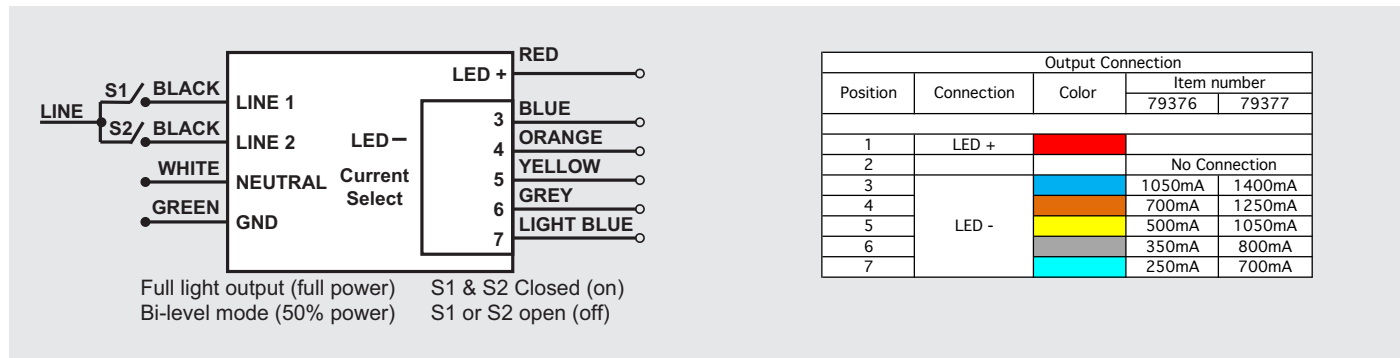 RED
LED +
S1 BLACK
LINE 1
LINE
3 BLUE
S2 BLACK
LINE 2
LED—
4 ORANGE
WHITE
NEUTRAL
Current
Select
5 YELLOW
6 GREY
GREEN
GND
7 LIGHT BLUE
Full light output (full power) S1 & S2 Closed (on)
Bi-level mode (50% power) S1 or S2 open (off)
Output Connection
Position Connection Color Item number
79376 79377
1 LED +
2 No Connection
3 1050mA 1400mA
4 700mA 1250mA
5 LED - 500mA 1050mA
6 350mA 800mA
7 250mA 700mA